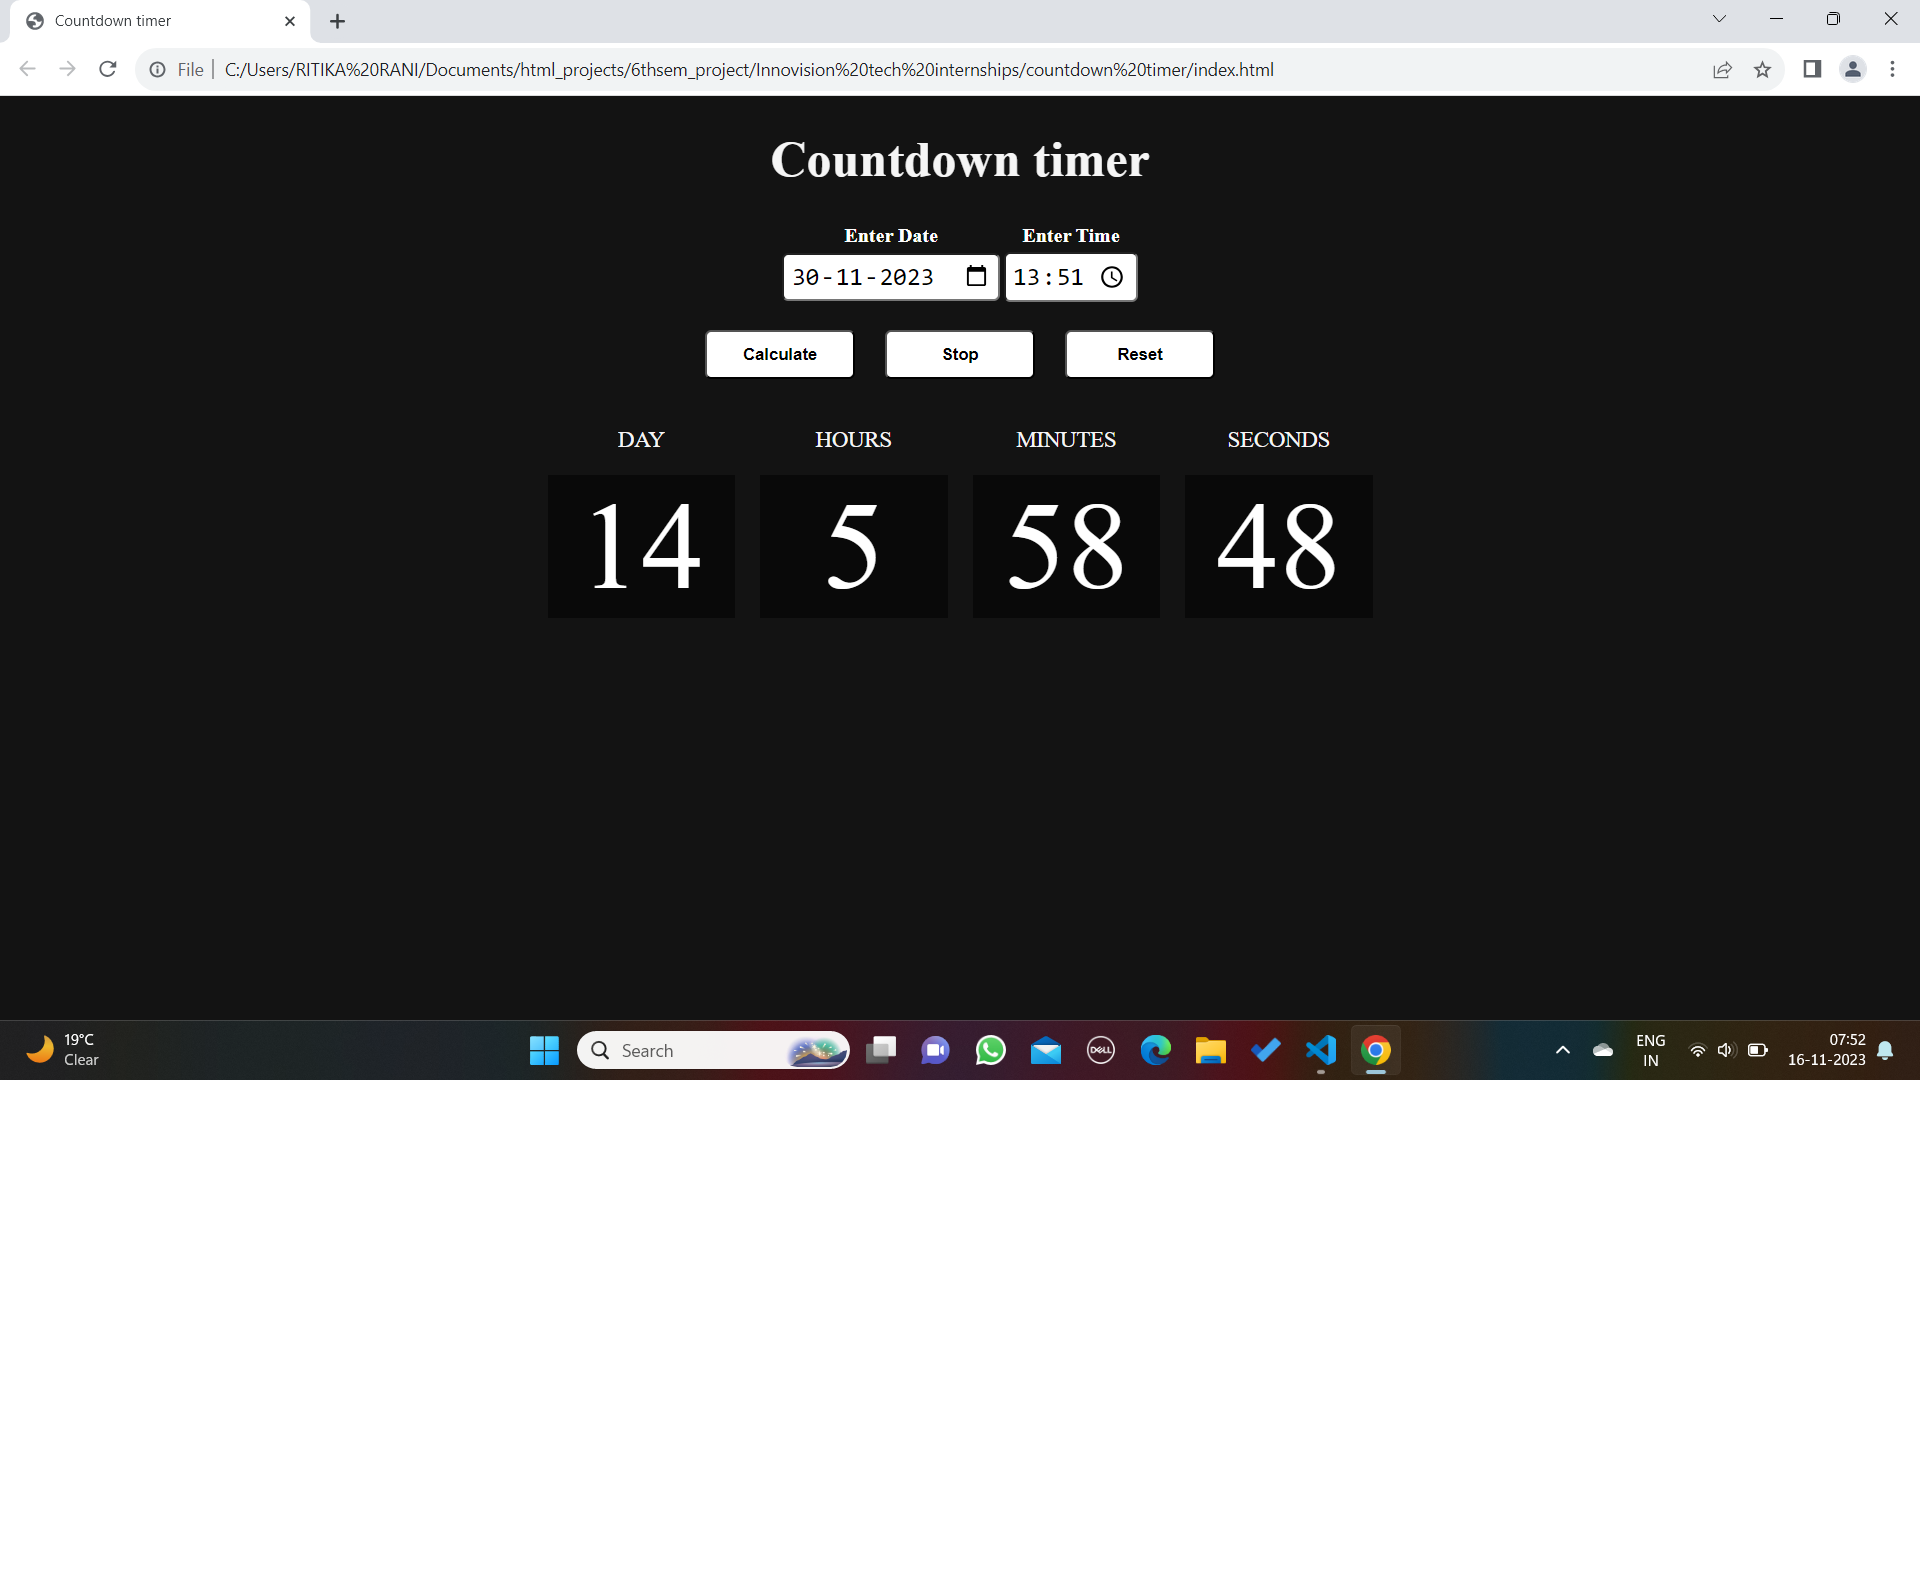 Countdown timer
File
C:/Users/RITIKA%20RANI/Documents/html_projects/6thsem_project/Innovision%20tech%20internships/countdown%20timer/index.html
Countdown timer
Enter Date Enter Time
30-11-2023 13:51
Calculate Stop Reset
DAY HOURS MINUTES SECONDS
14 5 58 48
19°C
Clear
Search
DELL
ENG
IN
07:52
16-11-2023